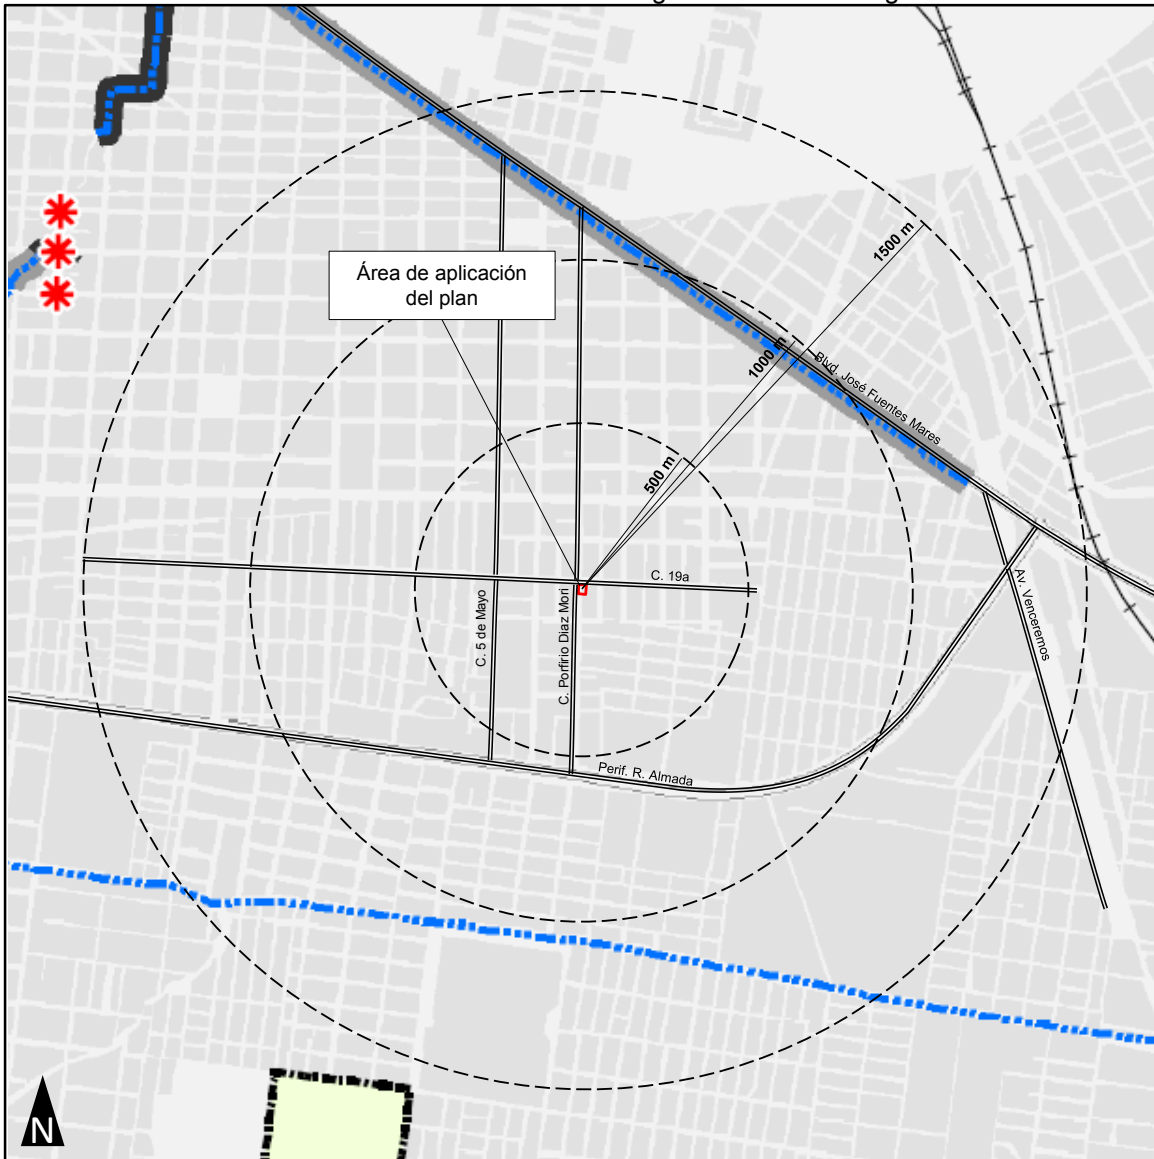 Área de aplicación
del plan
1500 m
1000 m
Blvd. José Fuentes Mares
500 m
C. 19a
C. 5 de Mayo
C. Porfirio Diaz Mori
Av. Venceremos
Perif. R. Almada
N